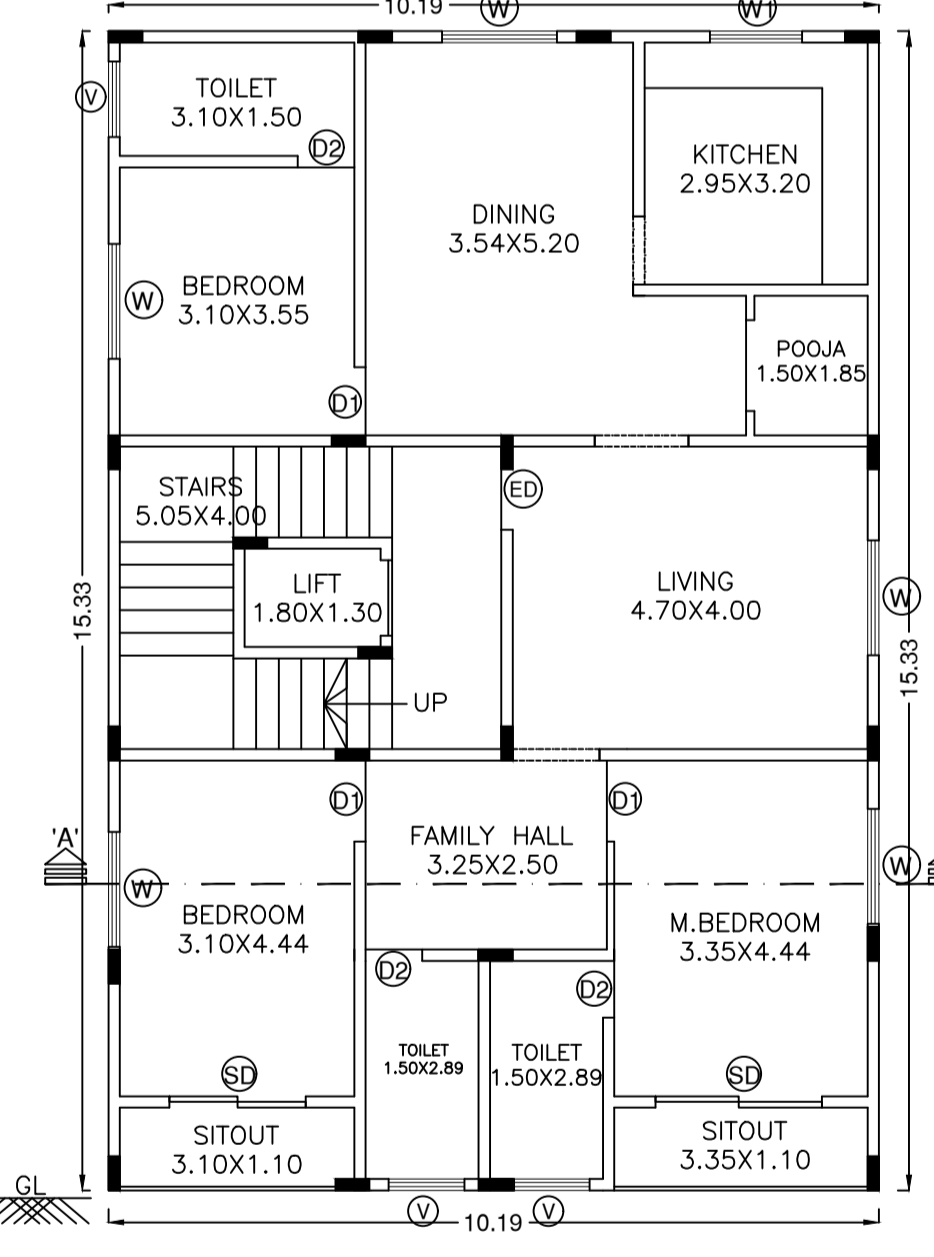 10.19
W
W1
TOILET
3.10X1.50
V
D2
KITCHEN
2.95X3.20
DINING
3.54X5.20
BEDROOM
3.10X3.55
W
POOJA
1.50X1.85
D1
STAIRS
5.05X4.00
ED
LIFT
1.80X1.30
LIVING
4.70X4.00
W
15.33
15.33
UP
D1
D1
'A'
FAMILY HALL
3.25X2.50
W
W
BEDROOM
3.10X4.44
M.BEDROOM
3.35X4.44
D2
D2
TOILET
1.50X2.89
TOILET
1.50X2.89
SD
SD
SITOUT
3.10X1.10
SITOUT
3.35X1.10
GL
V
V
10.19